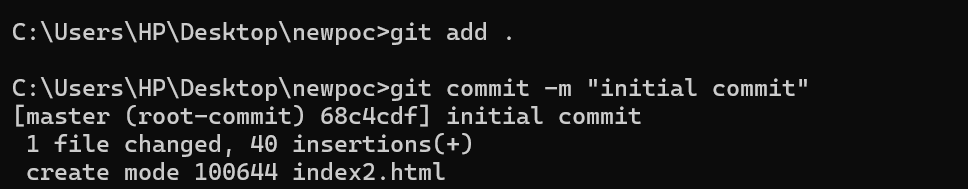 C:\Users\HP\Desktop\newpoc>git add .
C:\Users\HP\Desktop\newpoc>git commit -m "initial commit"
[master (root-commit) 68c4cdf] initial commit
 1 file changed, 40 insertions(+)
 create mode 100644 index2.html